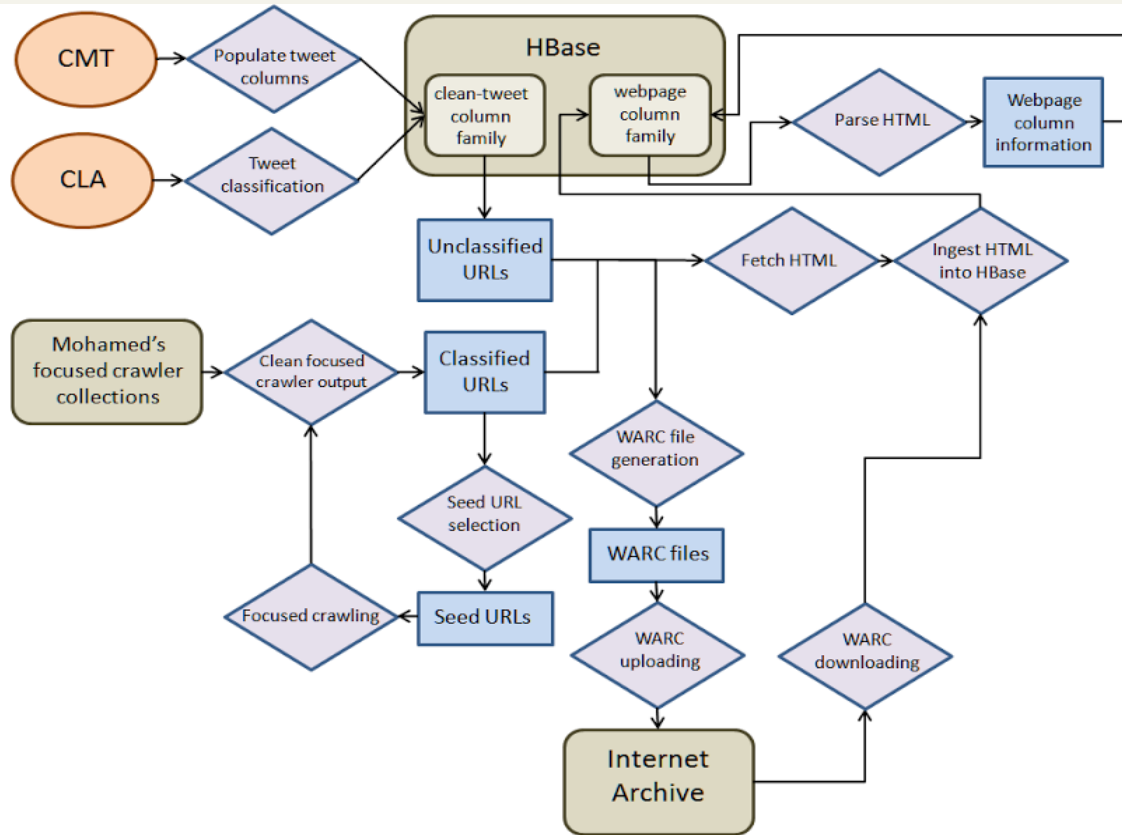 CMT
Populate tweet
columns
HBase
clean-tweet
column
family
webpage
column
family
Parse HTML
Webpage
column
information
CLA
Tweet
classification
Unclassified
URLs
Fetch HTML
Ingest HTML
into HBase
Mohamed's
focused crawler
collections
Clean focused
crawler output
Classified
URLs
WARC file
generation
Seed URL
selection
WARC files
Focused crawling
Seed URLs
WARC
uploading
WARC
downloading
Internet
Archive